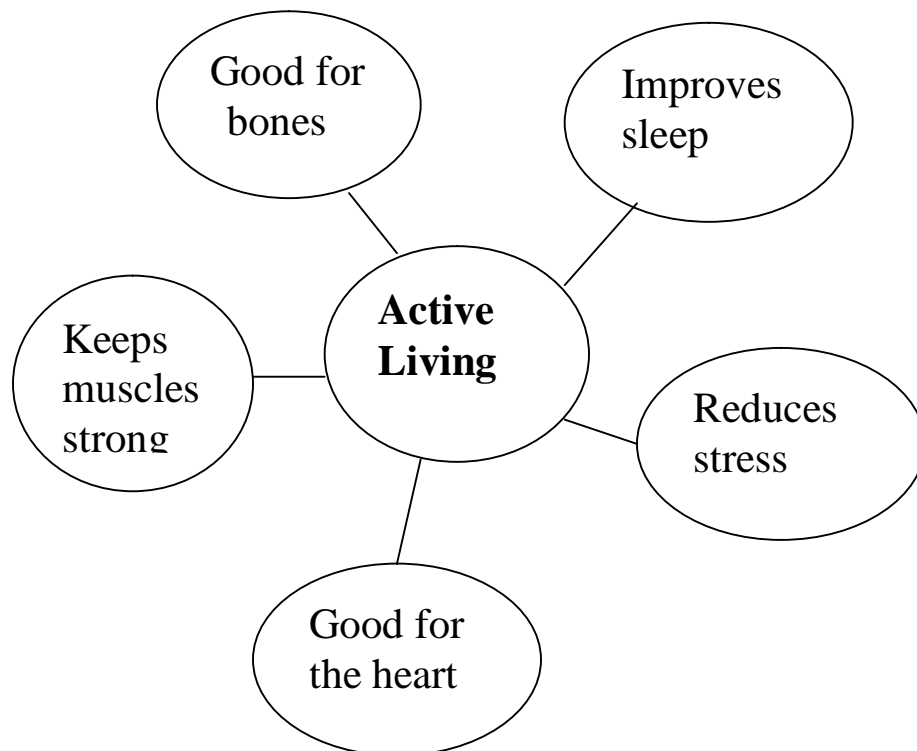 Good for
bones
Improves
sleep
Active
Living
Keeps
muscles
strong
Reduces
stress
Good for
the heart